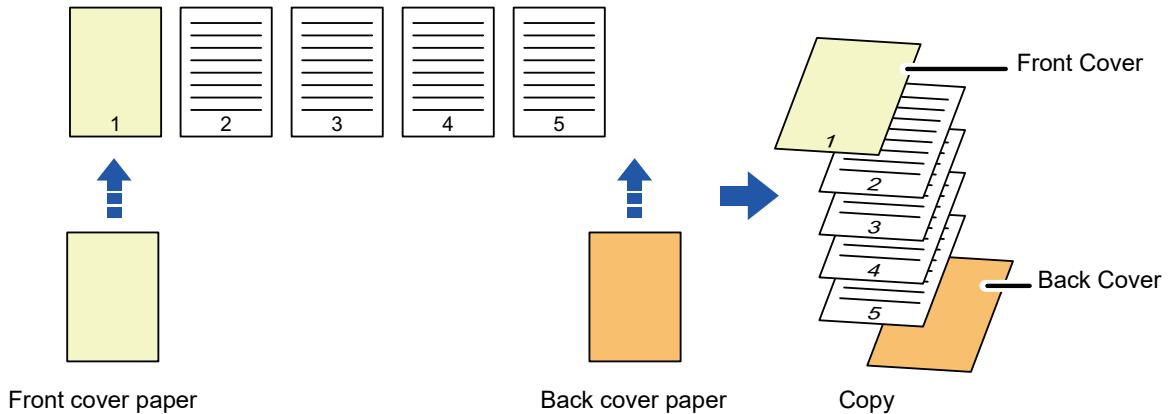 1 2 3 4 5
Front Cover
1
2
3
4
5
Back Cover
Front cover paper
Back cover paper
Copy